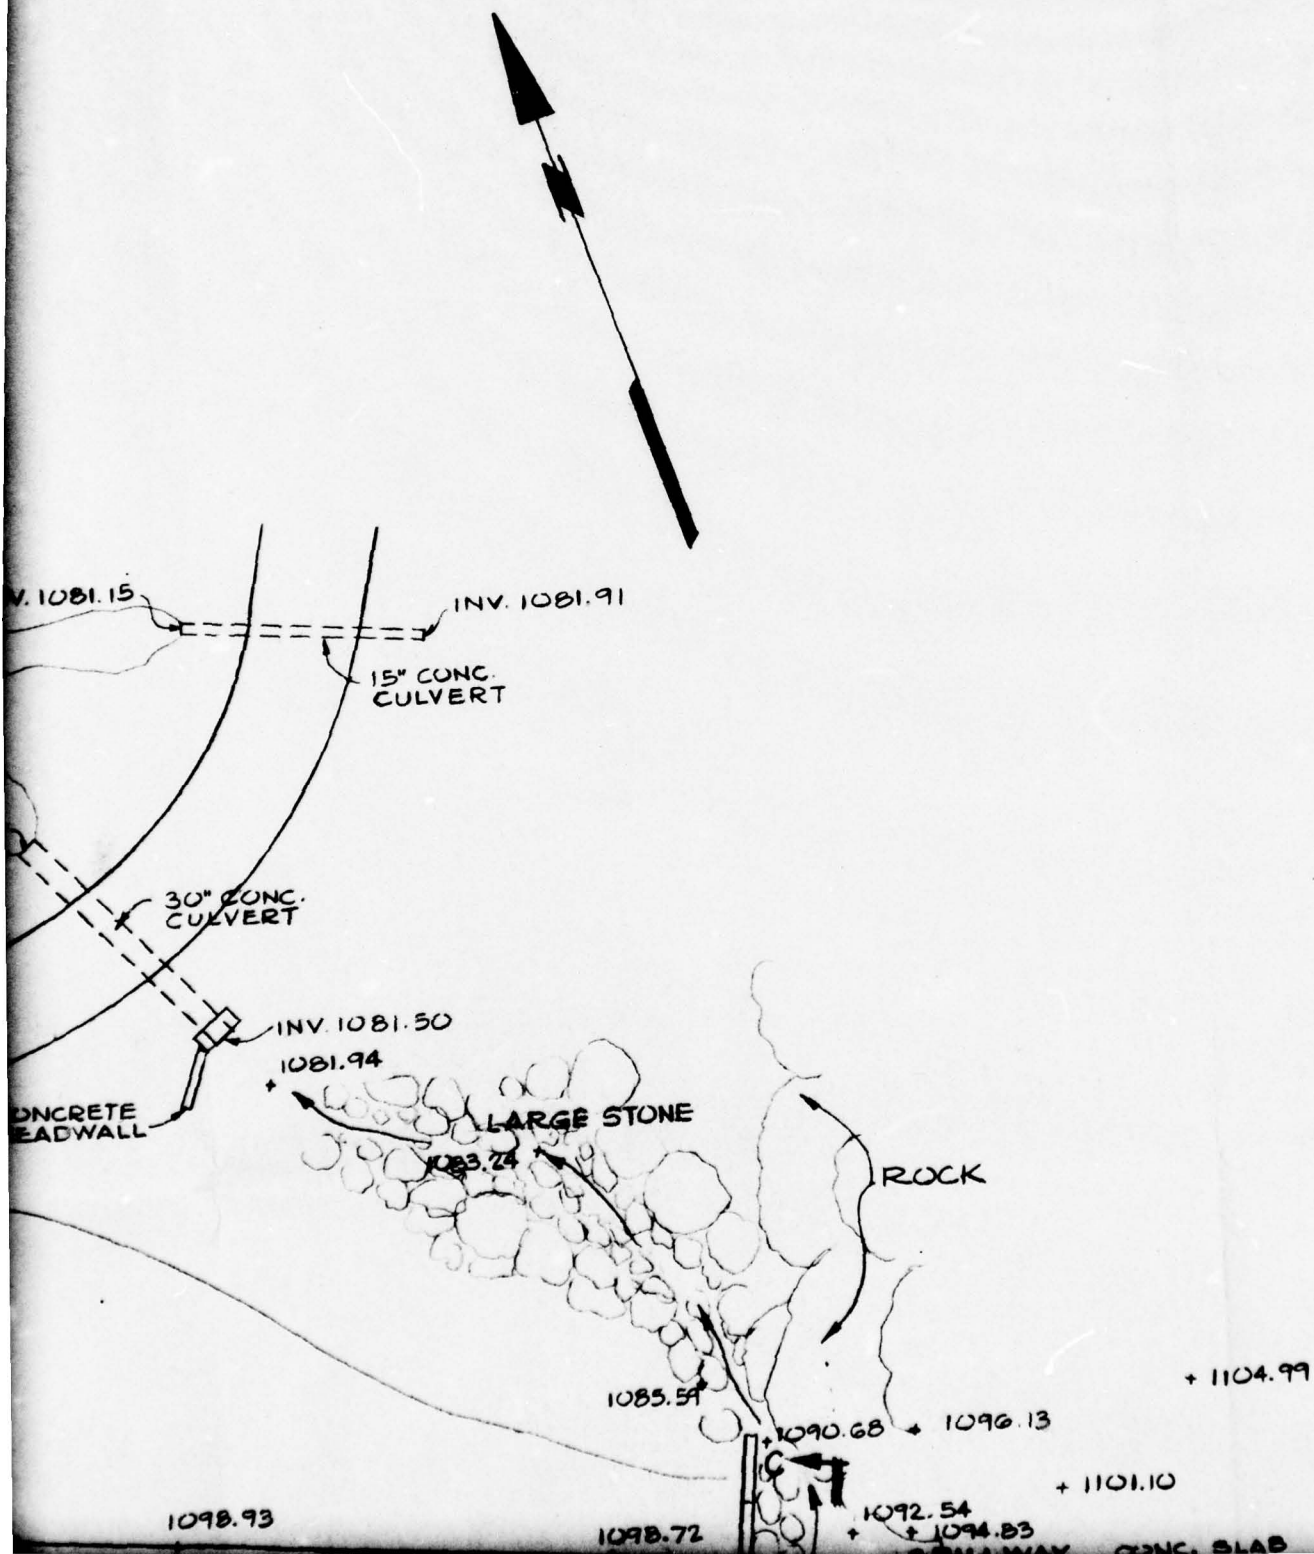 N
V. 1081.15
INV. 1081.91
15" CONC.
CULVERT
30" CONC.
CULVERT
INV. 1081.50
1081.94
ONCRETE
EADWALL
LARGE STONE
1083.24
ROCK
1104.99
1085.59
1090.68
1096.13
C
1101.10
1098.93
1098.72
1092.54
1094.83
CONC. SLAB